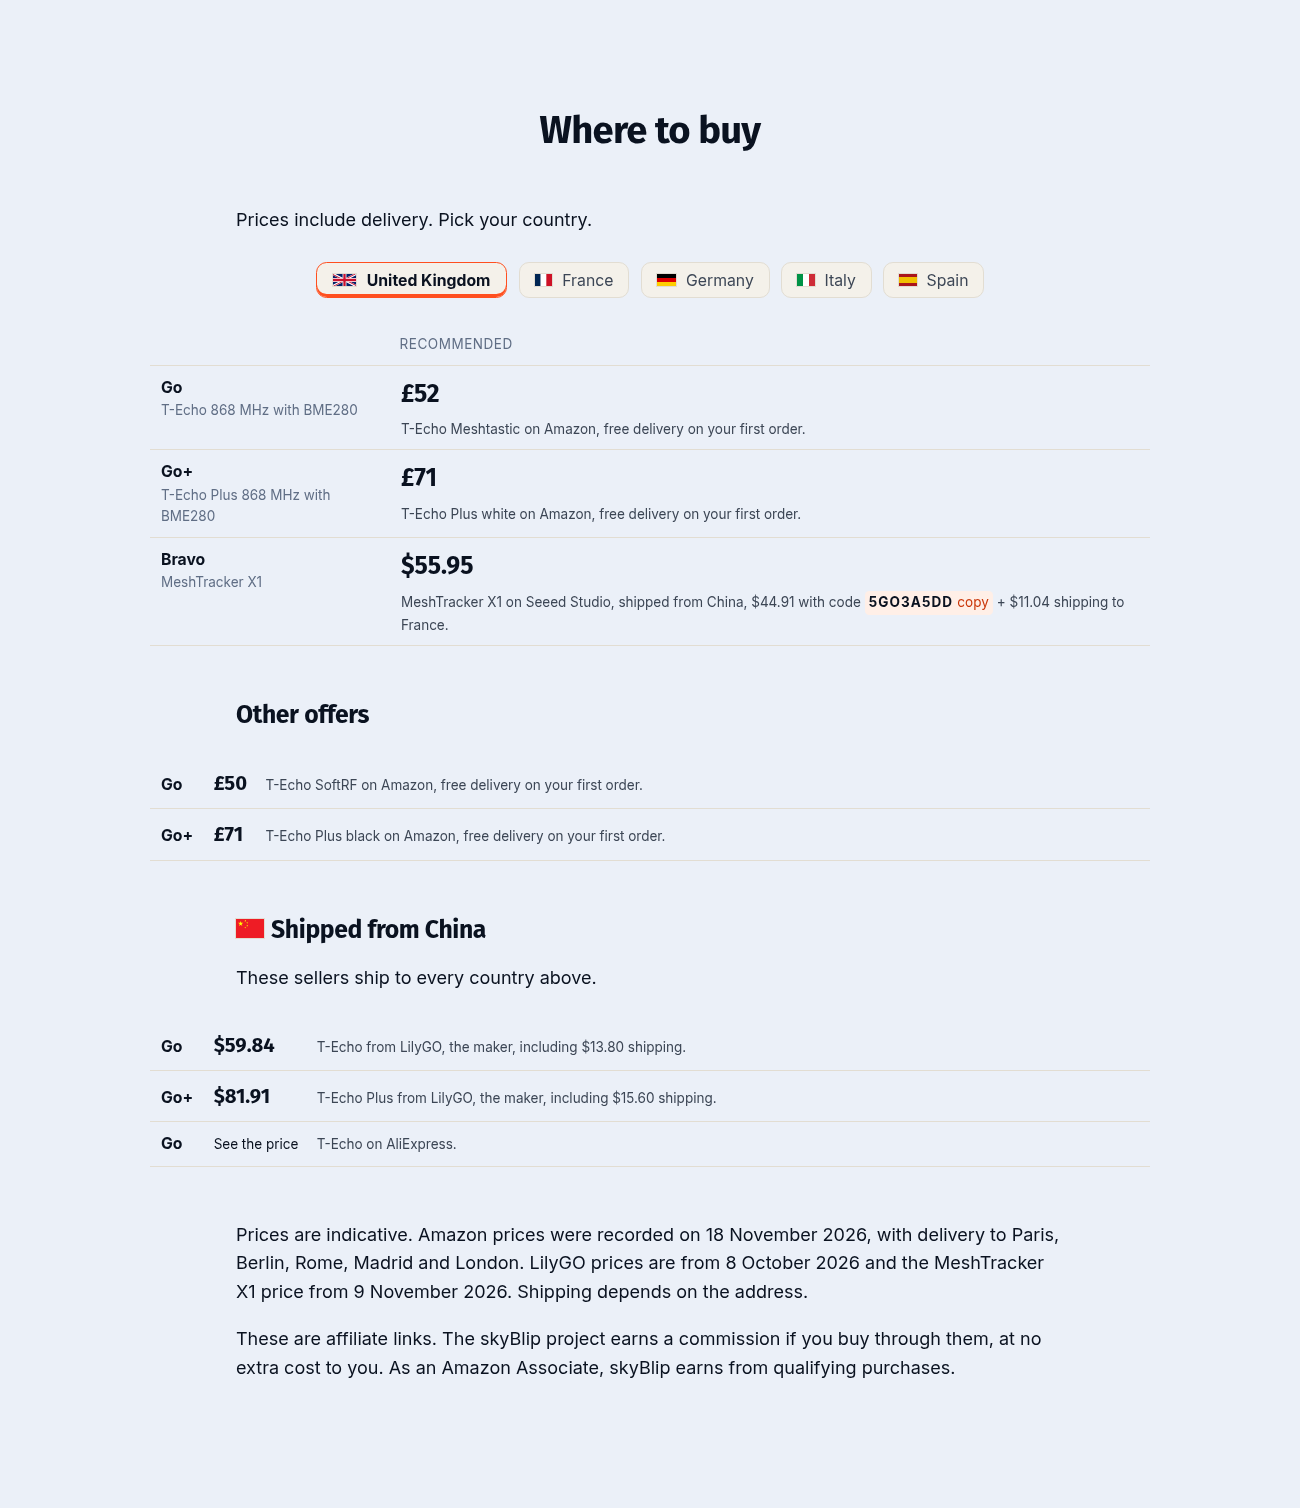 Where to buy
Prices include delivery. Pick your country.
United Kingdom
France
Germany
Italy
Spain
RECOMMENDED
Go
T-Echo 868 MHz with BME280
£52
T-Echo Meshtastic on Amazon, free delivery on your first order.
Go+
T-Echo Plus 868 MHz with
BME280
£71
T-Echo Plus white on Amazon, free delivery on your first order.
Bravo
MeshTracker X1
$55.95
MeshTracker X1 on Seeed Studio, shipped from China, $44.91 with code 5GO3A5DD copy + $11.04 shipping to
France.
Other offers
Go £50 T-Echo SoftRF on Amazon, free delivery on your first order.
Go+ £71 T-Echo Plus black on Amazon, free delivery on your first order.
Shipped from China
These sellers ship to every country above.
Go $59.84 T-Echo from LilyGO, the maker, including $13.80 shipping.
Go+ $81.91 T-Echo Plus from LilyGO, the maker, including $15.60 shipping.
Go See the price T-Echo on AliExpress.
Prices are indicative. Amazon prices were recorded on 18 November 2026, with delivery to Paris,
Berlin, Rome, Madrid and London. LilyGO prices are from 8 October 2026 and the MeshTracker
X1 price from 9 November 2026. Shipping depends on the address.
These are affiliate links. The skyBlip project earns a commission if you buy through them, at no
extra cost to you. As an Amazon Associate, skyBlip earns from qualifying purchases.